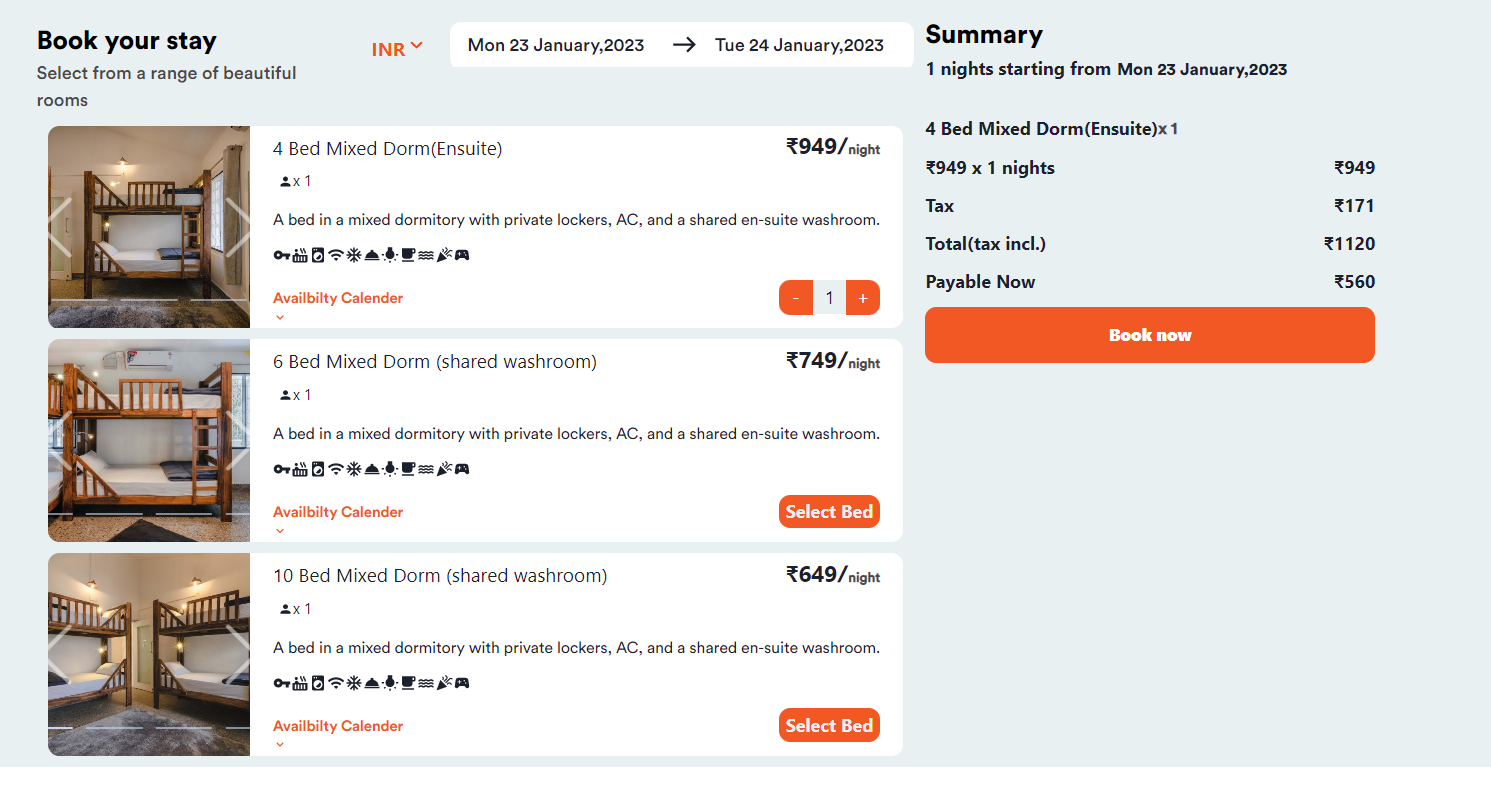 Book your stay
Select from a range of beautiful
rooms
INR
Mon 23 January,2023 → Tue 24 January,2023
4 Bed Mixed Dorm(Ensuite)
₹949/night
x 1
A bed in a mixed dormitory with private lockers, AC, and a shared en-suite washroom.
Availbilty Calender
- 1 +
6 Bed Mixed Dorm (shared washroom)
₹749/night
x 1
A bed in a mixed dormitory with private lockers, AC, and a shared en-suite washroom.
Availbilty Calender
Select Bed
10 Bed Mixed Dorm (shared washroom)
₹649/night
x 1
A bed in a mixed dormitory with private lockers, AC, and a shared en-suite washroom.
Availbilty Calender
Select Bed
Summary
1 nights starting from Mon 23 January,2023
4 Bed Mixed Dorm(Ensuite)x 1
₹949 x 1 nights ₹949
Tax ₹171
Total(tax incl.) ₹1120
Payable Now ₹560
Book now